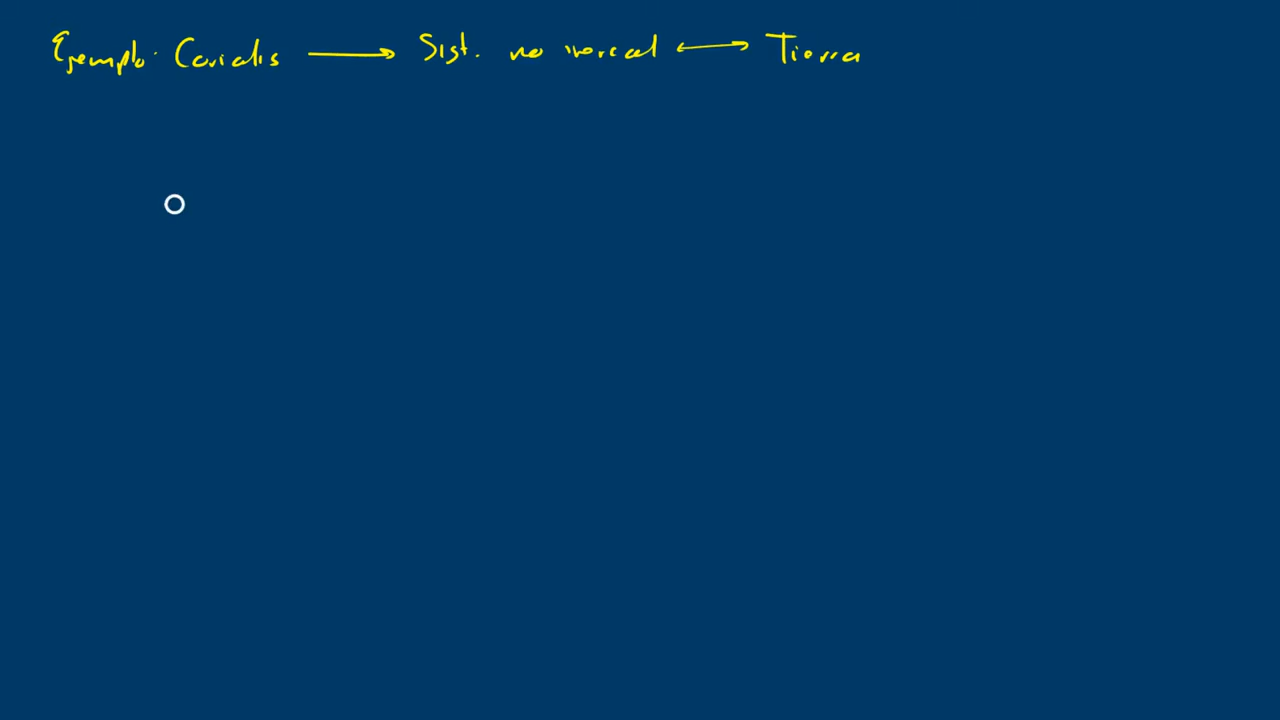 Ejemplo: Coriolis → Sist. no inercial ↔ Tierra